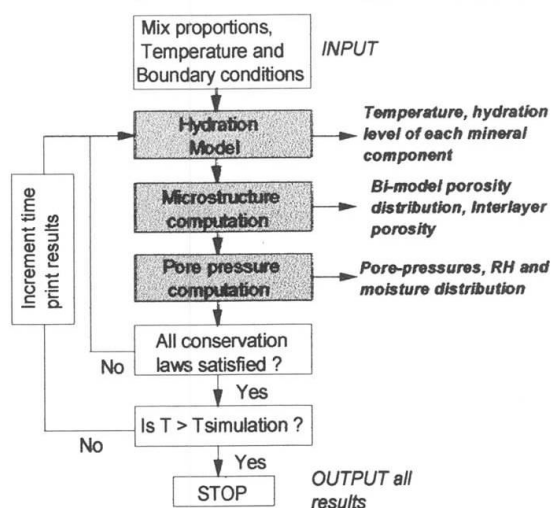 Mix proportions,
Temperature and
Boundary conditions
INPUT
Hydration
Model
Temperature, hydration
level of each mineral
component
Microstructure
computation
Bi-model porosity
distribution, Interlayer
porosity
Pore pressure
computation
Pore-pressures, RH and
moisture distribution
Increment time
print results
All conservation
laws satisfied ?
No
Yes
Is T > Tsimulation ?
No
Yes
STOP
OUTPUT all
results